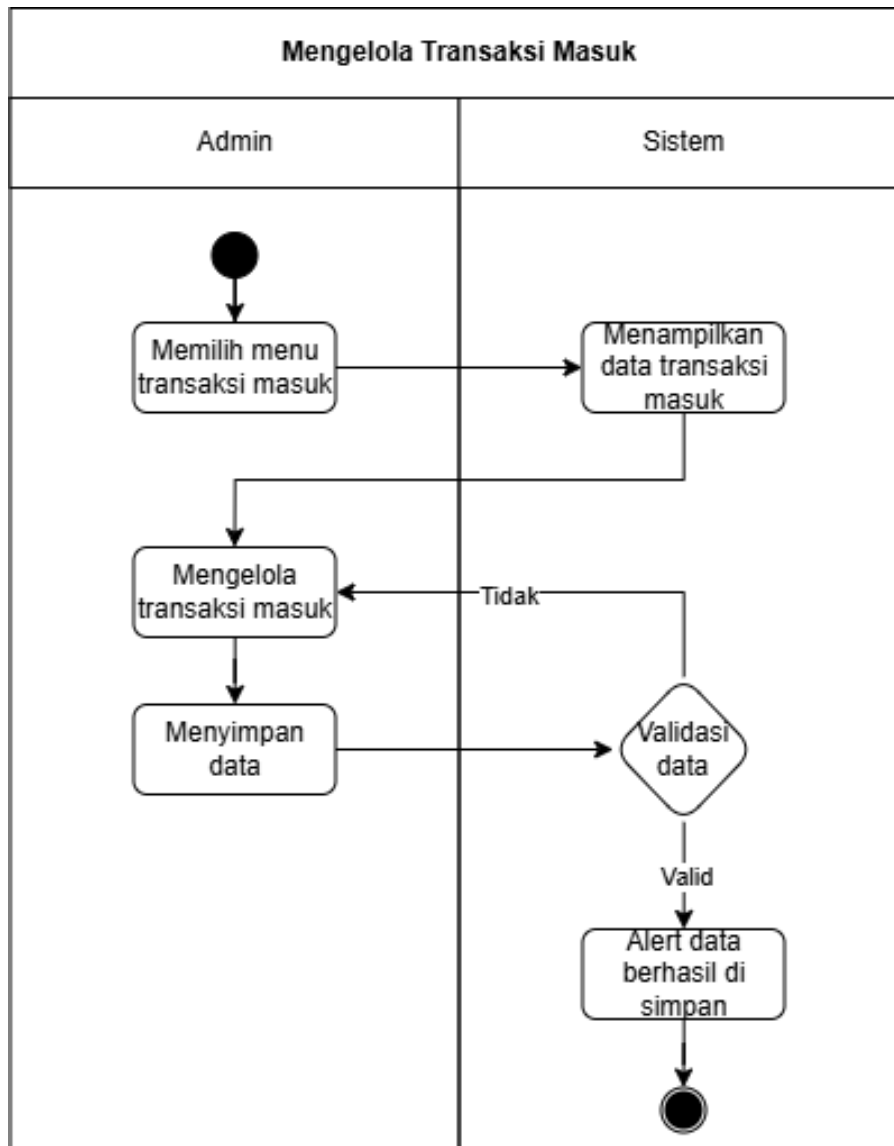 Mengelola Transaksi Masuk
Admin
Sistem
Memilih menu
transaksi masuk
Menampilkan
data transaksi
masuk
Mengelola
transaksi masuk
Tidak
Menyimpan
data
Validasi
data
Valid
Alert data
berhasil di
simpan